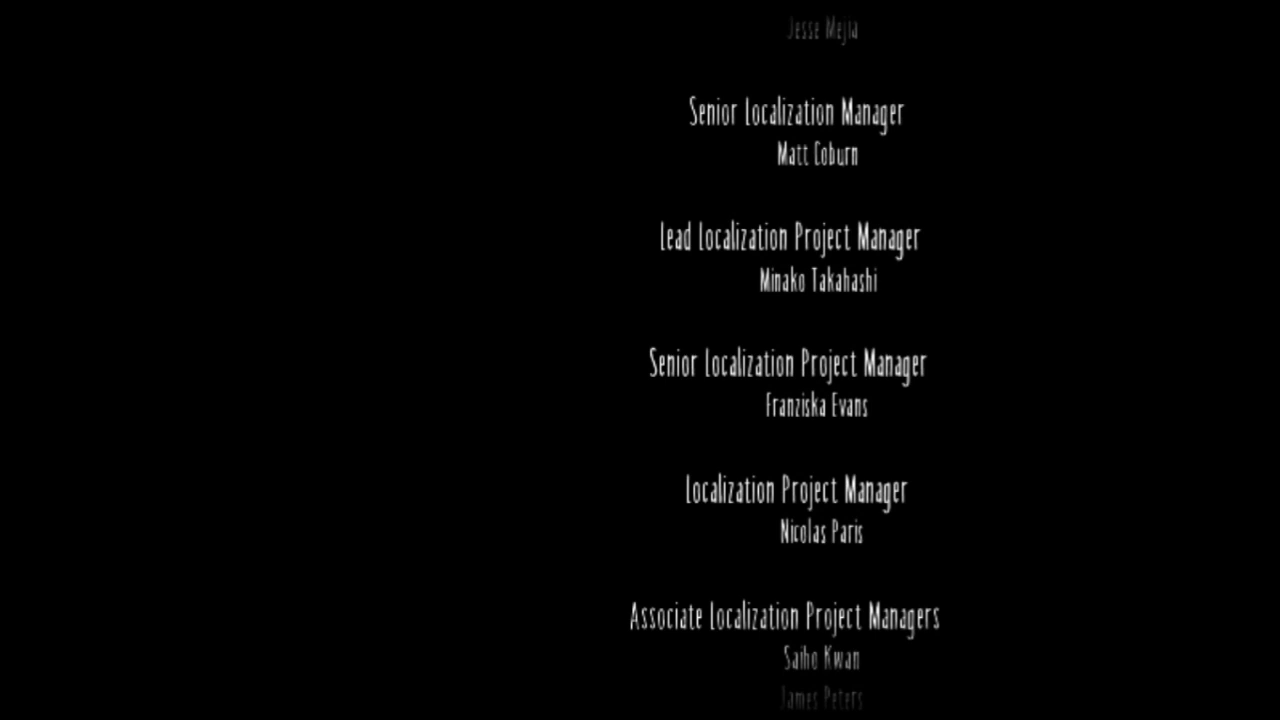 Jesse Mejia
Senior Localization Manager
Matt Coburn
Lead Localization Project Manager
Minako Takahashi
Senior Localization Project Manager
Franziska Evans
Localization Project Manager
Nicolas Paris
Associate Localization Project Managers
Saiho Kwan
James Peters